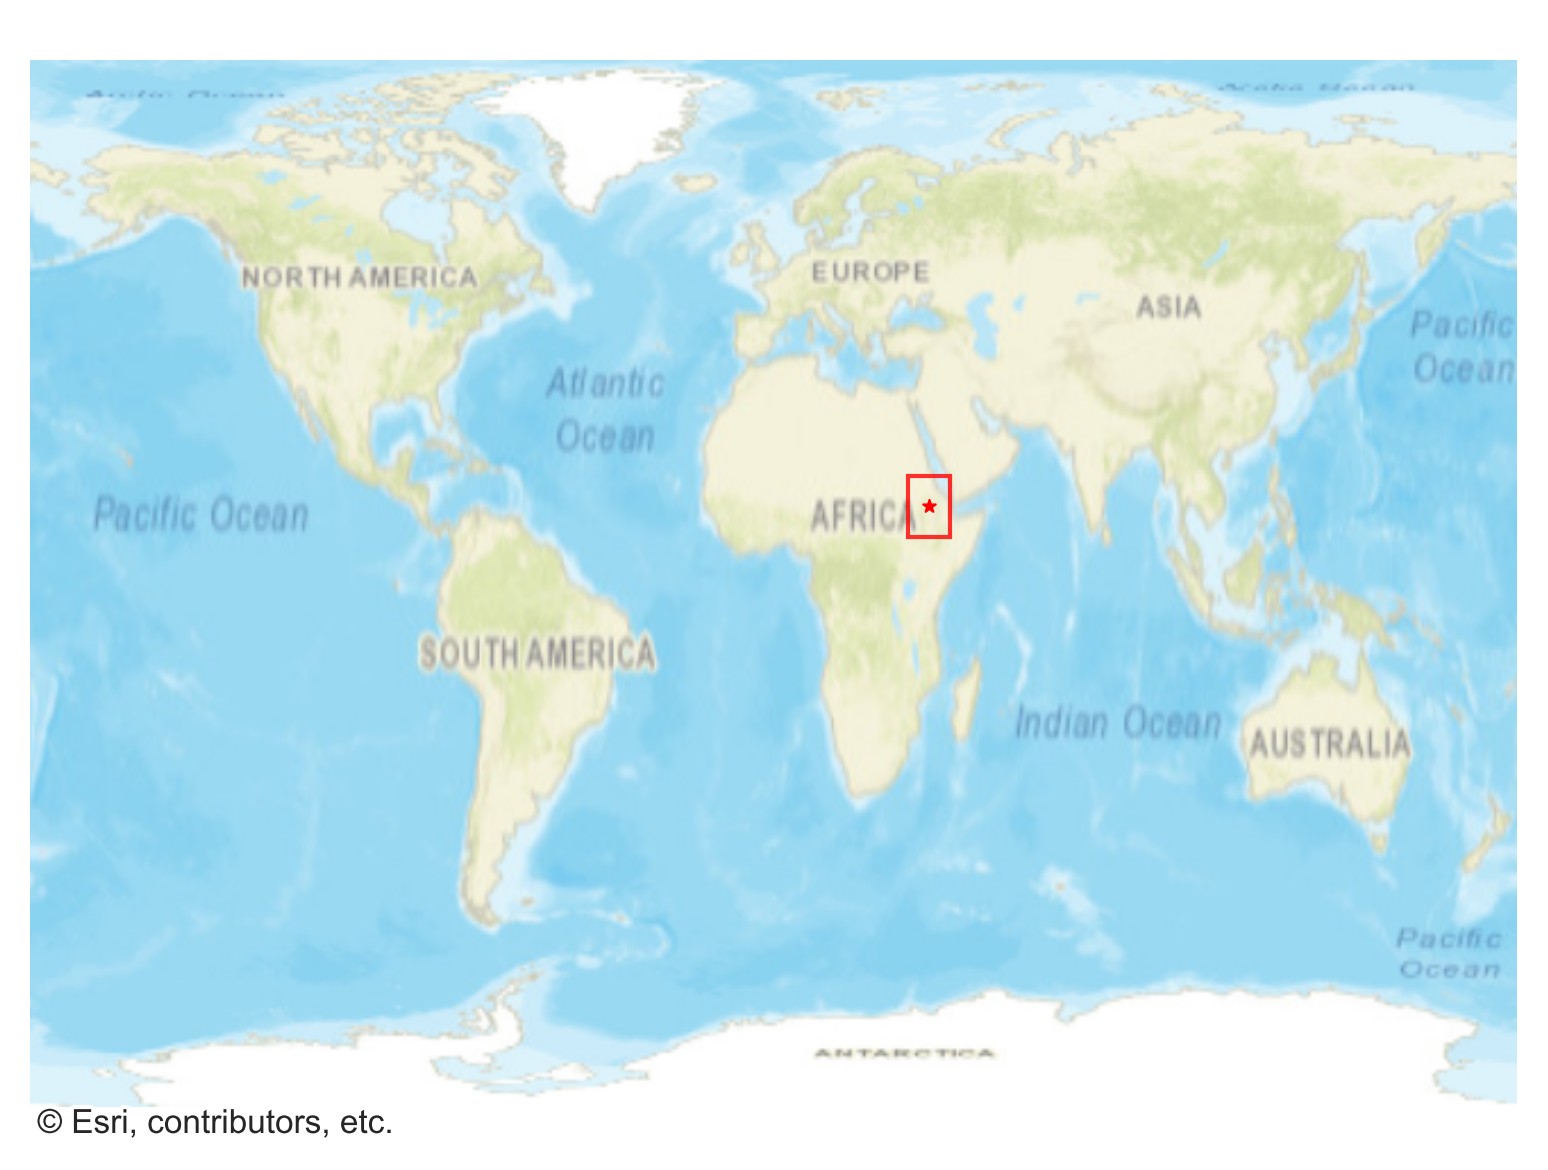 Arctic Ocean
Arctic Ocean
NORTH AMERICA
EUROPE
ASIA
Pacific
Ocean
Atlantic
Ocean
Pacific Ocean
AFRICA
SOUTH AMERICA
Indian Ocean
AUSTRALIA
Pacific
Ocean
ANTARCTICA
© Esri, contributors, etc.